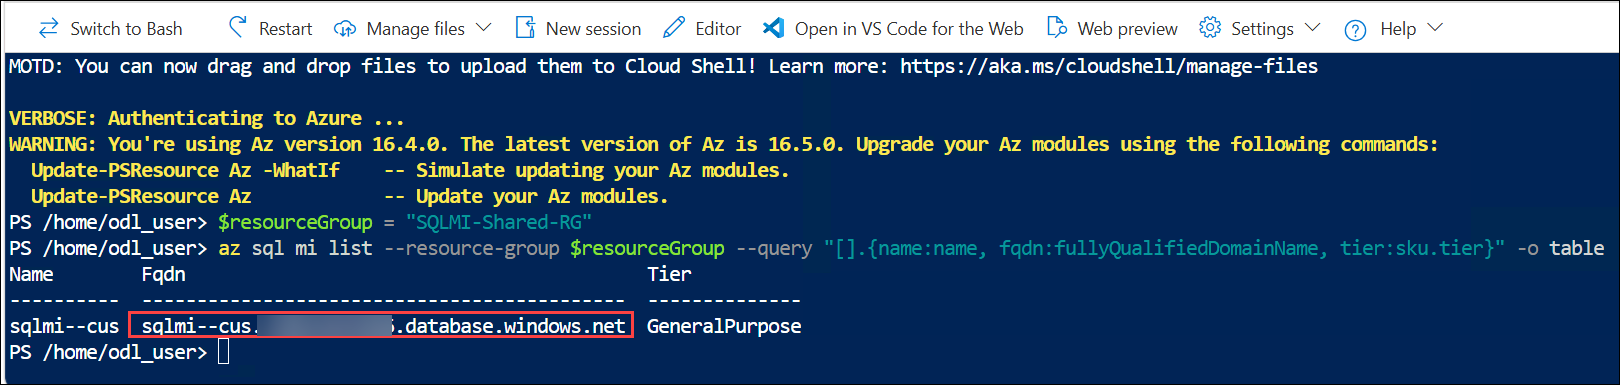 Switch to Bash Restart Manage files New session Editor Open in VS Code for the Web Web preview Settings Help
MOTD: You can now drag and drop files to upload them to Cloud Shell! Learn more: https://aka.ms/cloudshell/manage-files
VERBOSE: Authenticating to Azure ...
WARNING: You're using Az version 16.4.0. The latest version of Az is 16.5.0. Upgrade your Az modules using the following commands:
  Update-PSResource Az -WhatIf    -- Simulate updating your Az modules.
  Update-PSResource Az            -- Update your Az modules.
PS /home/odl_user> $resourceGroup = "SQLMI-Shared-RG"
PS /home/odl_user> az sql mi list --resource-group $resourceGroup --query "[].{name:name, fqdn:fullyQualifiedDomainName, tier:sku.tier}" -o table
Name        Fqdn                                          Tier
----------  --------------------------------------------  --------------
sqlmi--cus  sqlmi--cus. .database.windows.net  GeneralPurpose
PS /home/odl_user>